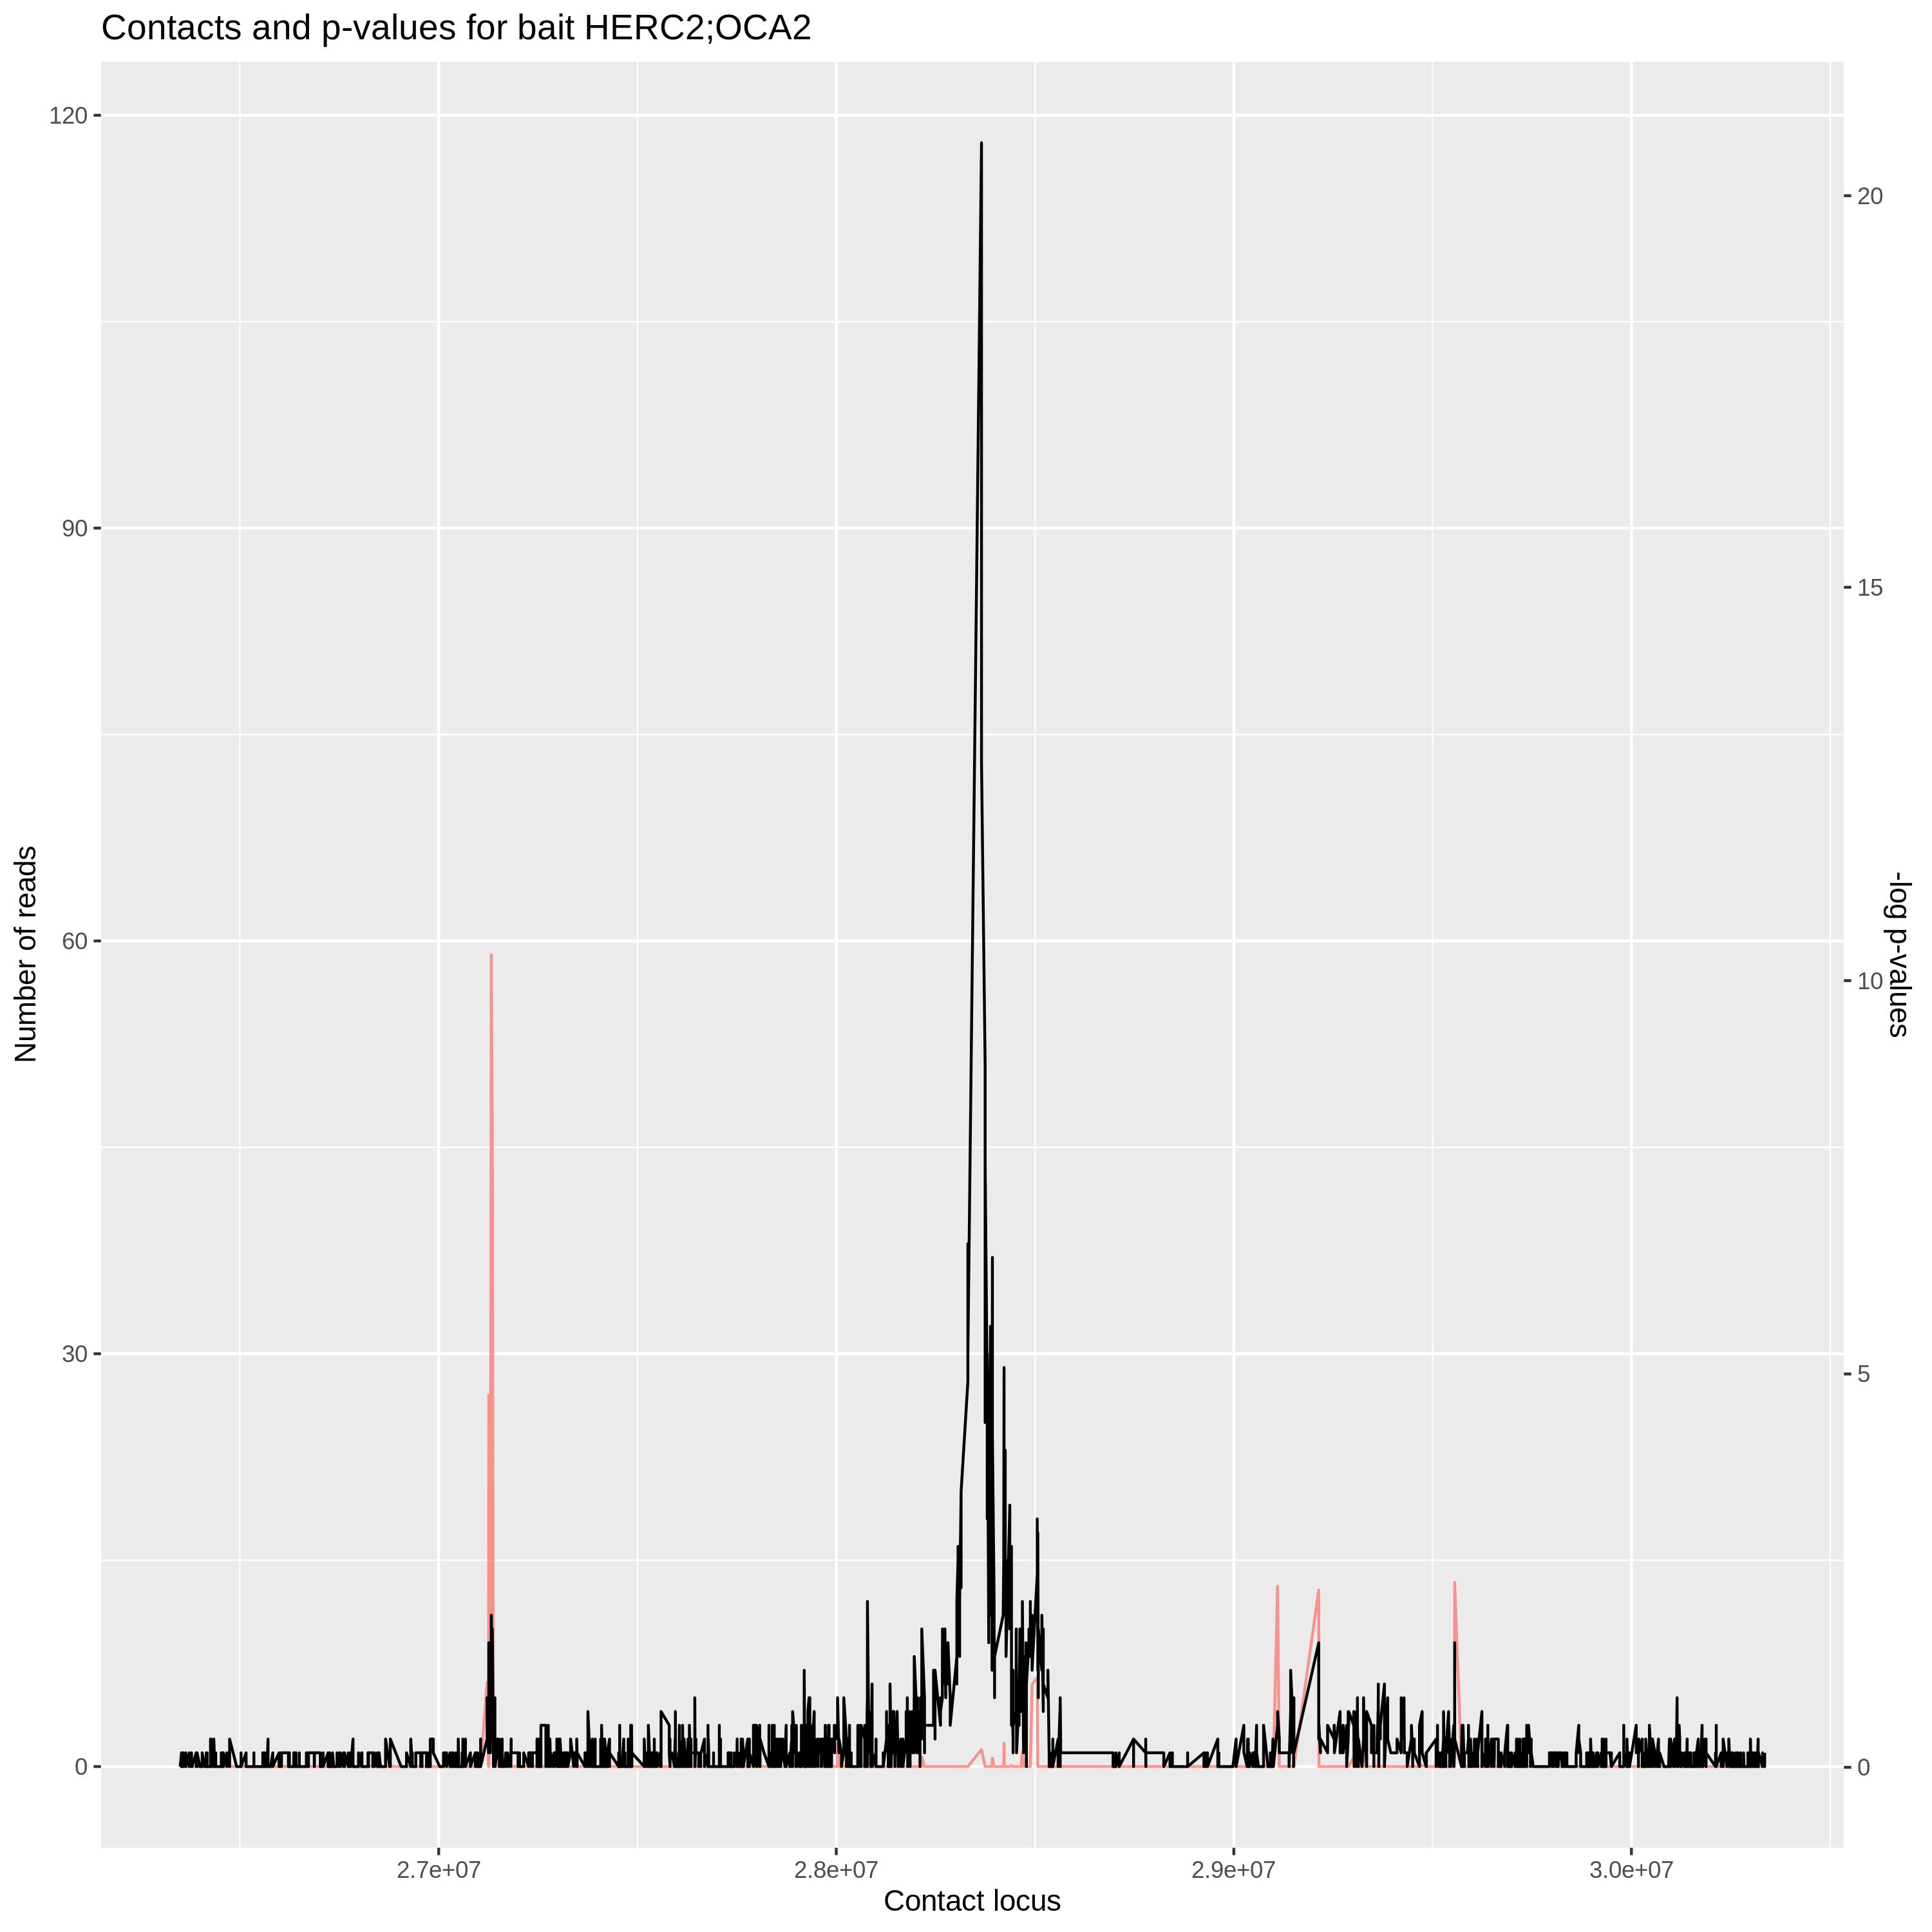 Contacts and p-values for bait HERC2;OCA2
120
90
60
30
0
Number of reads
20
15
10
5
0
-log p-values
2.7e+07
2.8e+07
2.9e+07
3.0e+07
Contact locus